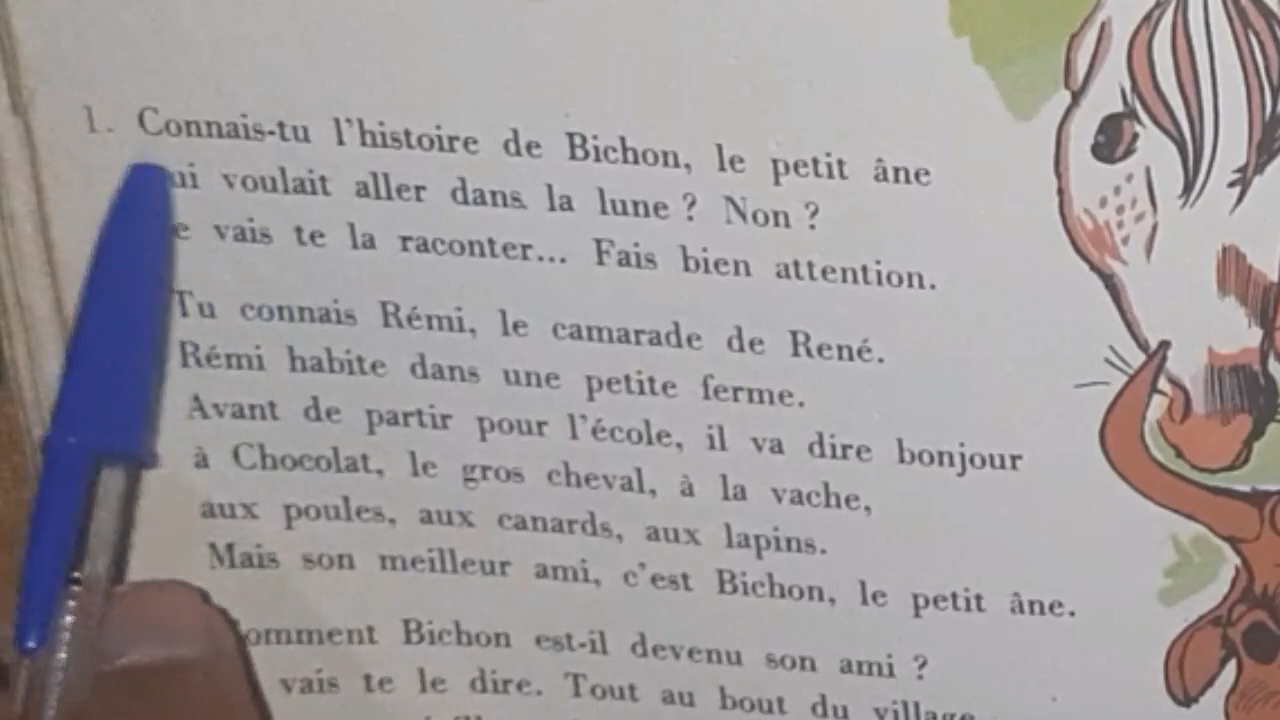 1. Connais-tu l'histoire de Bichon, le petit âne
ui voulait aller dans la lune ? Non ?
e vais te la raconter... Fais bien attention.
Tu connais Rémi, le camarade de René.
Rémi habite dans une petite ferme.
Avant de partir pour l'école, il va dire bonjour
à Chocolat, le gros cheval, à la vache,
aux poules, aux canards, aux lapins.
Mais son meilleur ami, c'est Bichon, le petit âne.
omment Bichon est-il devenu son ami ?
vais te le dire. Tout au bout du village